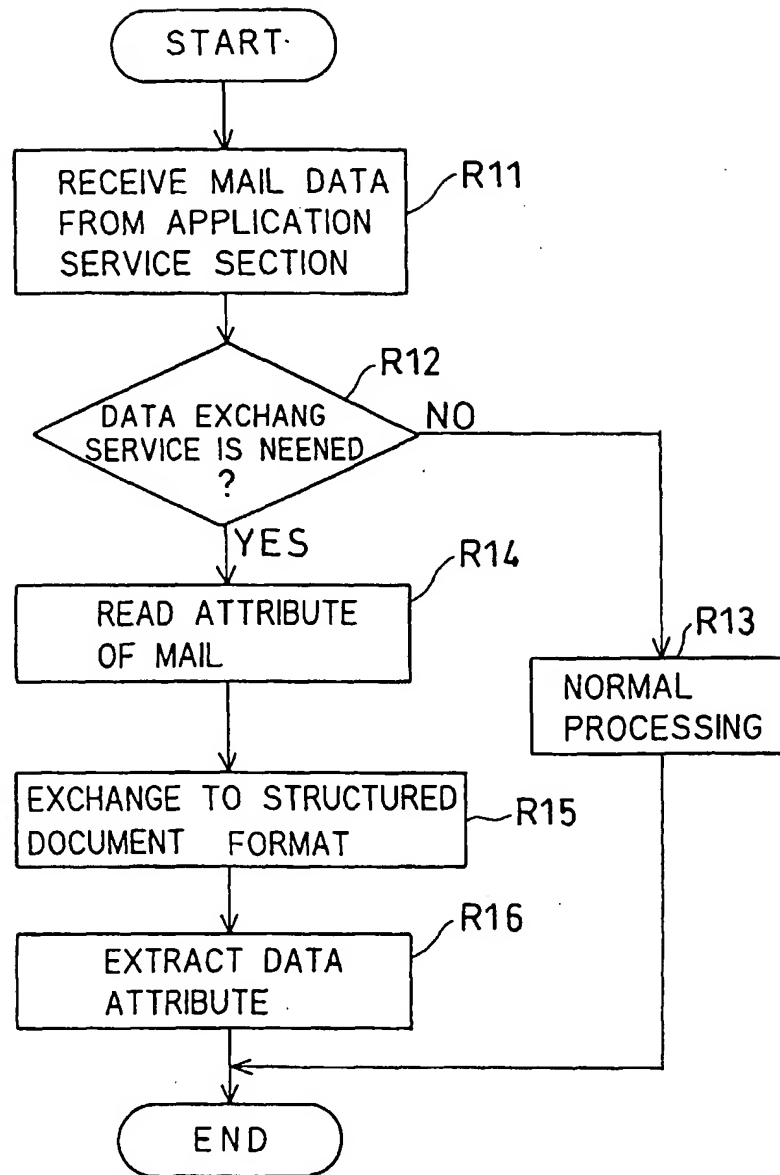 START
RECEIVE MAIL DATA
FROM APPLICATION
SERVICE SECTION
R11
DATA EXCHANG
SERVICE IS NEENED
?
R12
NO
YES
READ ATTRIBUTE
OF MAIL
R14
NORMAL
PROCESSING
R13
EXCHANGE TO STRUCTURED
DOCUMENT FORMAT
R15
EXTRACT DATA
ATTRIBUTE
R16
END